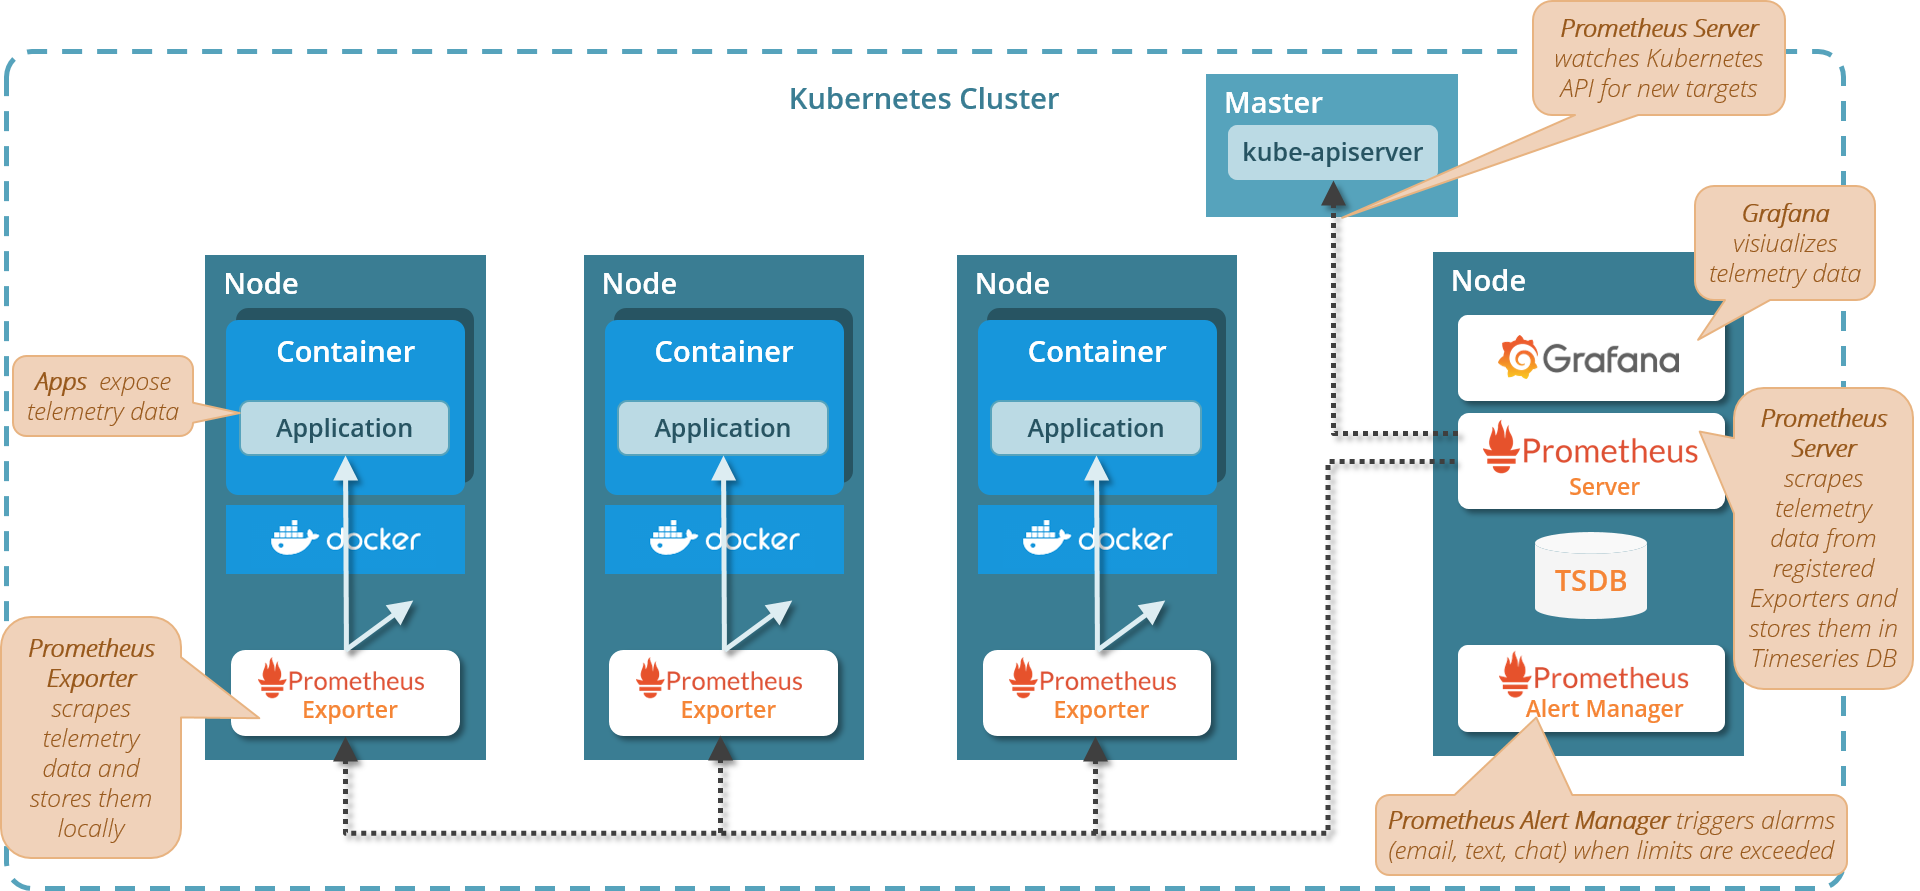 Prometheus Server
watches Kubernetes
API for new targets
Kubernetes Cluster
Master
kube-apiserver
Grafana
visiualizes
telemetry data
Node
Container
Application
docker
Prometheus
Exporter
Node
Container
Application
docker
Prometheus
Exporter
Node
Container
Application
docker
Prometheus
Exporter
Node
Grafana
Prometheus
Server
TSDB
Prometheus
Alert Manager
Apps expose
telemetry data
Prometheus
Exporter
scrapes
telemetry
data and
stores them
locally
Prometheus
Server
scrapes
telemetry
data from
registered
Exporters and
stores them in
Timeseries DB
Prometheus Alert Manager triggers alarms
(email, text, chat) when limits are exceeded